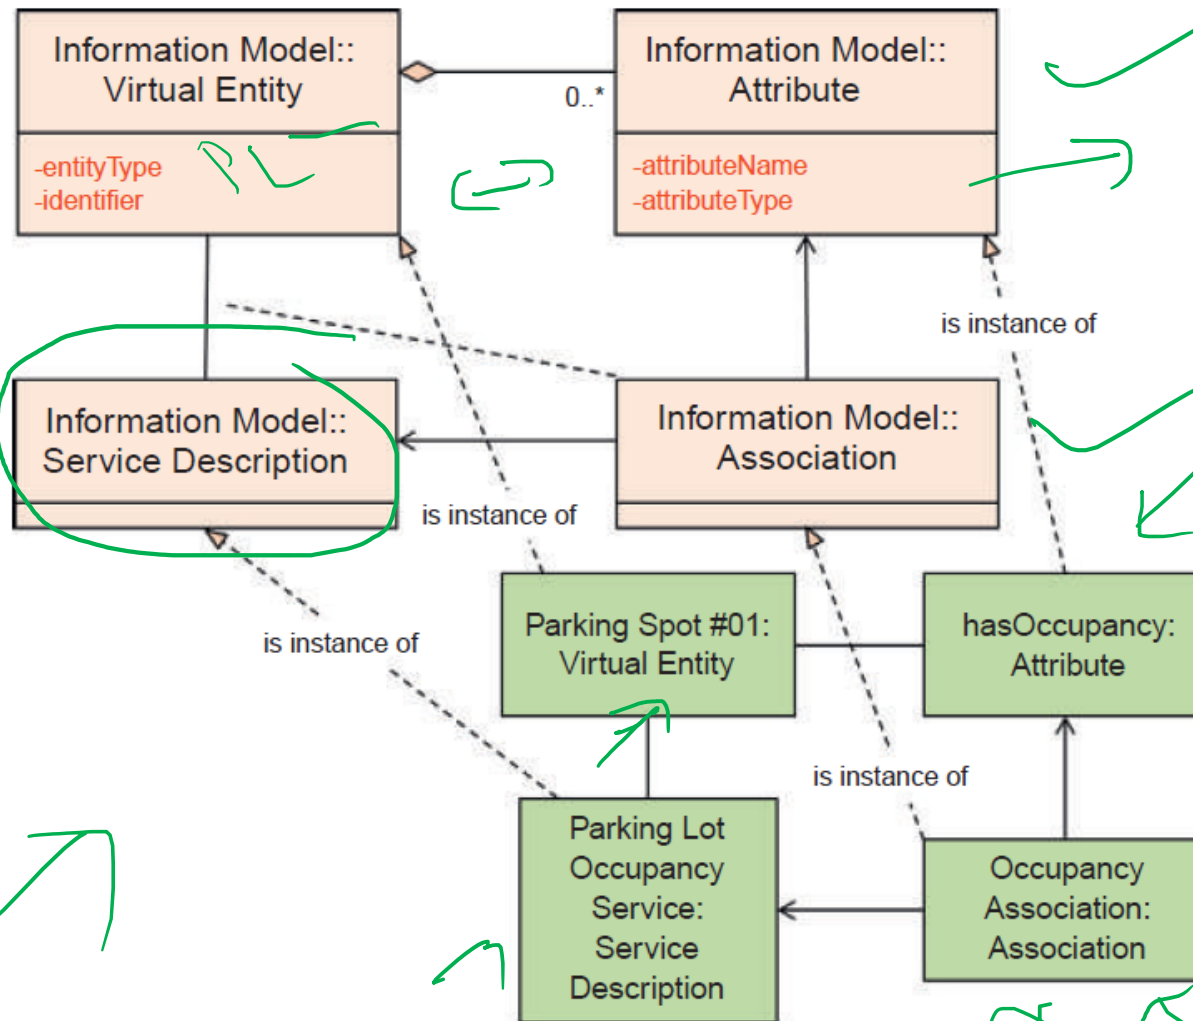 Information Model::
Virtual Entity
-entityType
-identifier
PL
0..*
Information Model::
Attribute
-attributeName
-attributeType
is instance of
Information Model::
Service Description
Information Model::
Association
is instance of
is instance of
Parking Spot #01:
Virtual Entity
hasOccupancy:
Attribute
is instance of
Parking Lot
Occupancy
Service:
Service
Description
Occupancy
Association:
Association